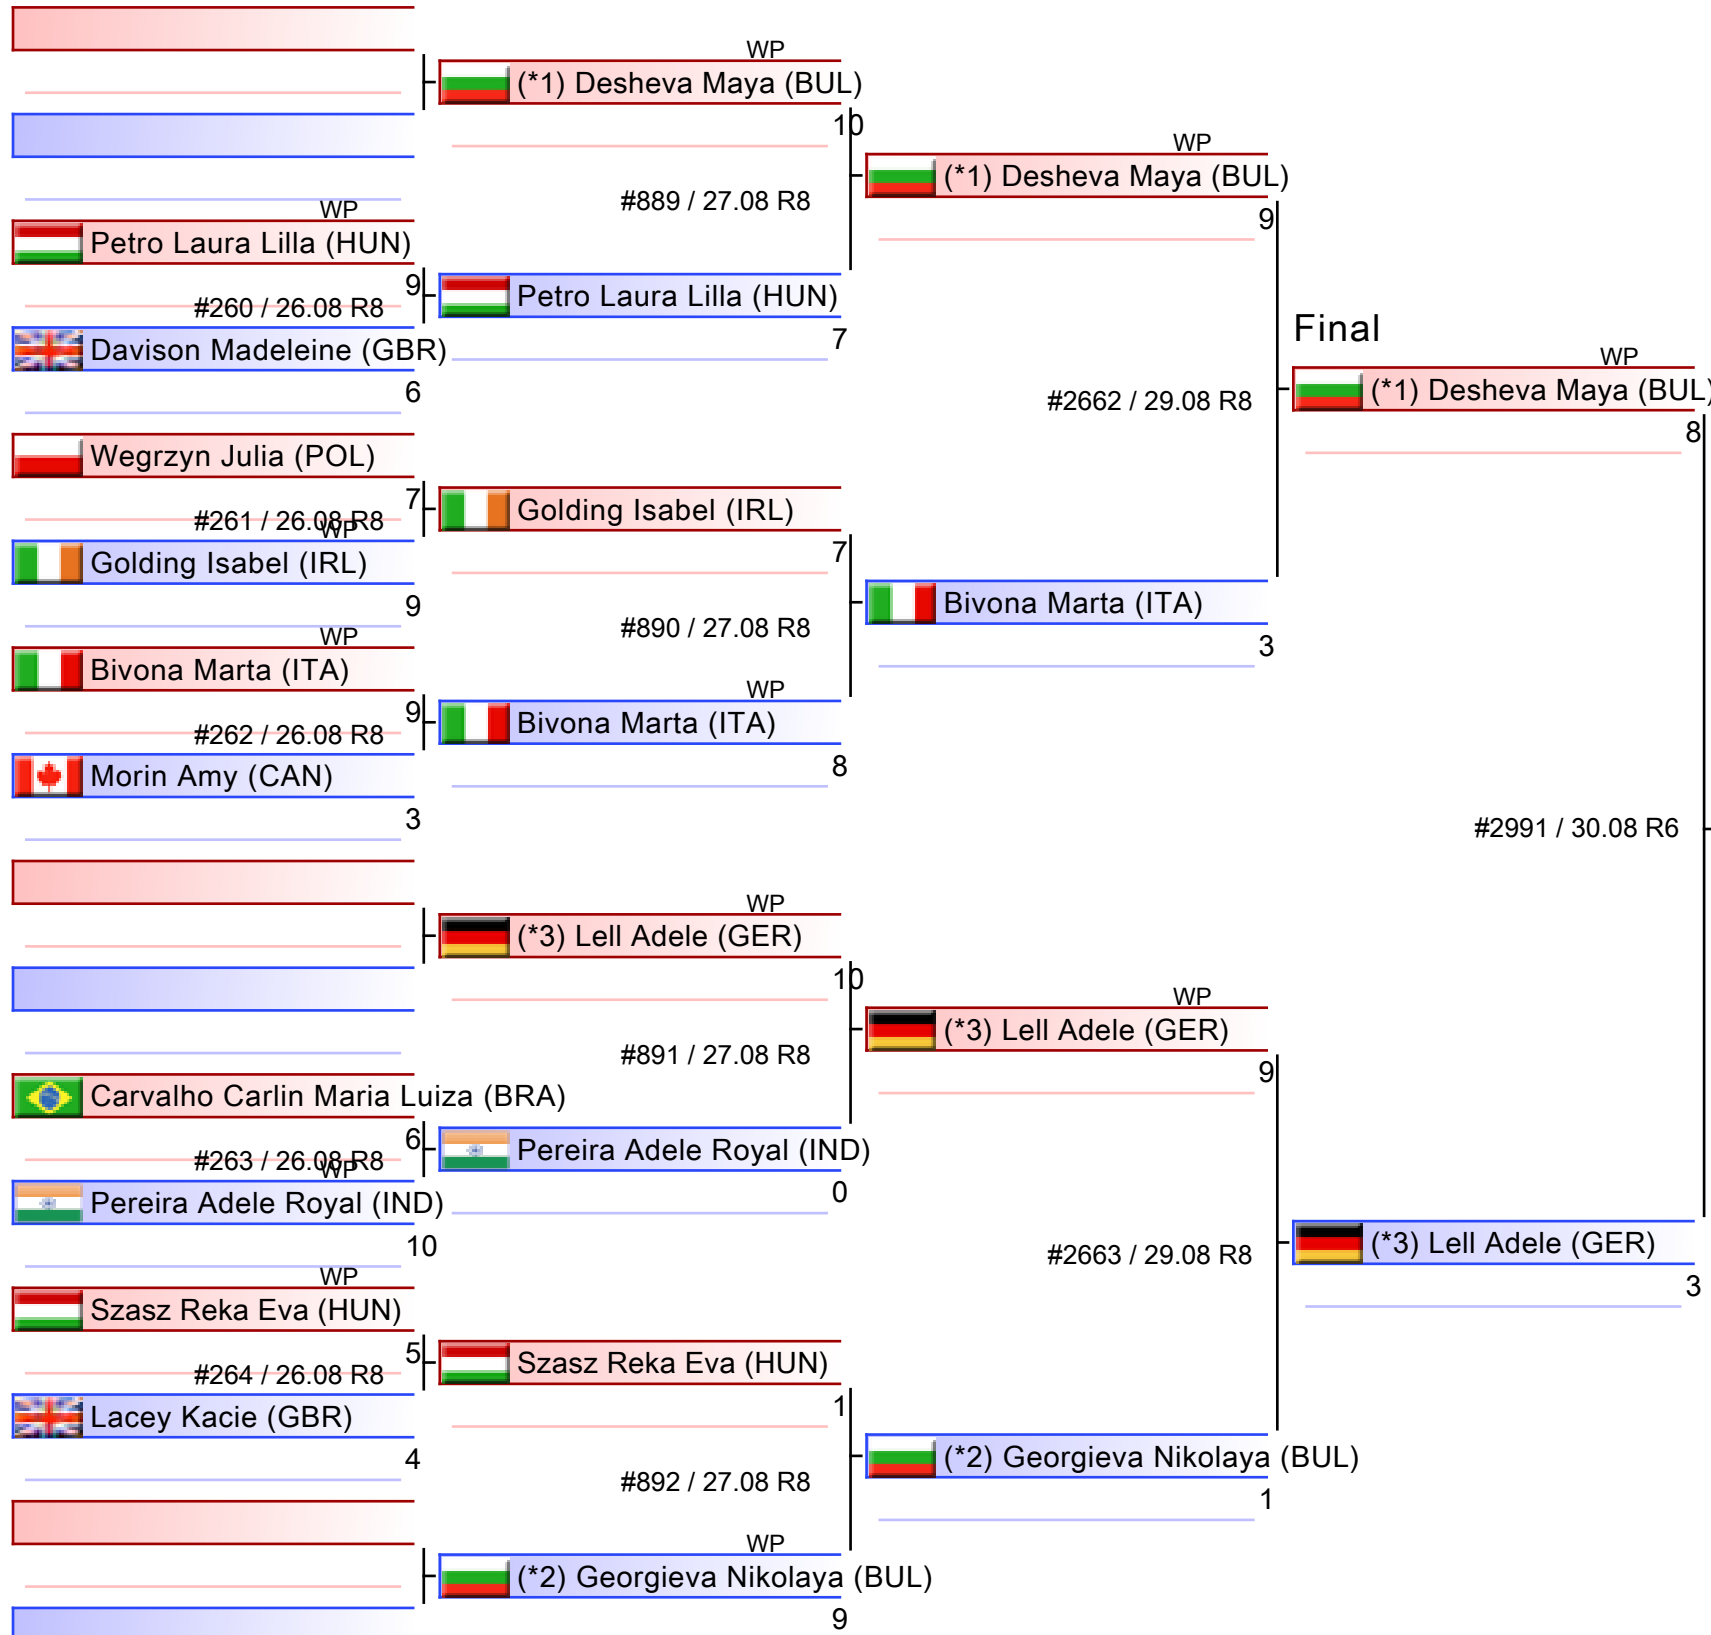 WP
(*1) Desheva Maya (BUL)
10
WP
(*1) Desheva Maya (BUL)
#889 / 27.08 R8
WP
9
Petro Laura Lilla (HUN)
9
#260 / 26.08 R8
Petro Laura Lilla (HUN)
7
Final
Davison Madeleine (GBR)
6
WP
#2662 / 29.08 R8
(*1) Desheva Maya (BUL)
8
Wegrzyn Julia (POL)
7
#261 / 26.08 R8
WP
Golding Isabel (IRL)
7
Golding Isabel (IRL)
9
Bivona Marta (ITA)
#890 / 27.08 R8
3
WP
Bivona Marta (ITA)
9
#262 / 26.08 R8
WP
Bivona Marta (ITA)
8
Morin Amy (CAN)
3
#2991 / 30.08 R6
WP
(*3) Lell Adele (GER)
10
WP
(*3) Lell Adele (GER)
#891 / 27.08 R8
9
Carvalho Carlin Maria Luiza (BRA)
6
#263 / 26.08 R8
WP
Pereira Adele Royal (IND)
0
Pereira Adele Royal (IND)
10
#2663 / 29.08 R8
(*3) Lell Adele (GER)
3
WP
Szasz Reka Eva (HUN)
5
#264 / 26.08 R8
Szasz Reka Eva (HUN)
1
Lacey Kacie (GBR)
4
(*2) Georgieva Nikolaya (BUL)
1
#892 / 27.08 R8
WP
(*2) Georgieva Nikolaya (BUL)
9